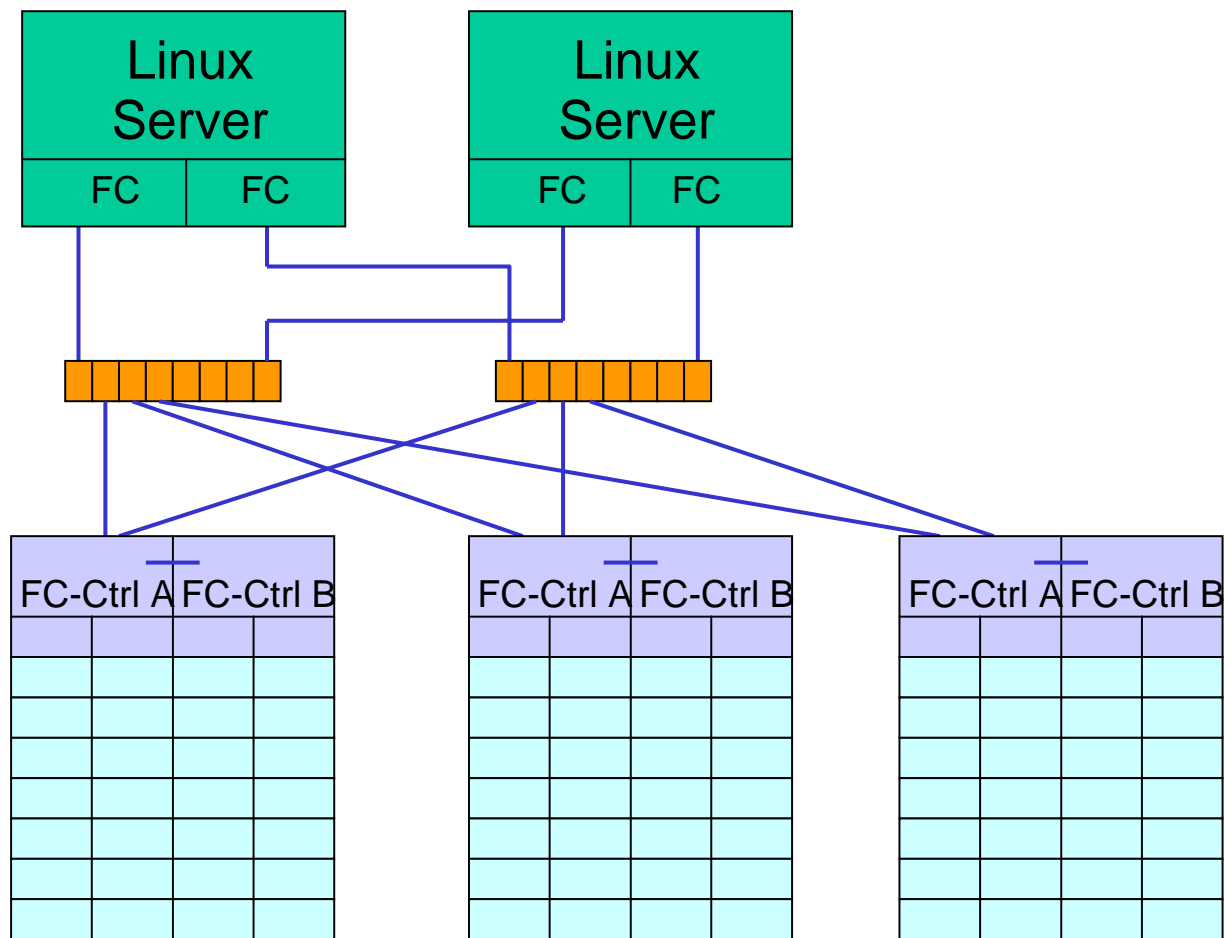 Linux
Server
FC
FC
Linux
Server
FC
FC
FC-Ctrl A
FC-Ctrl B
FC-Ctrl A
FC-Ctrl B
FC-Ctrl A
FC-Ctrl B